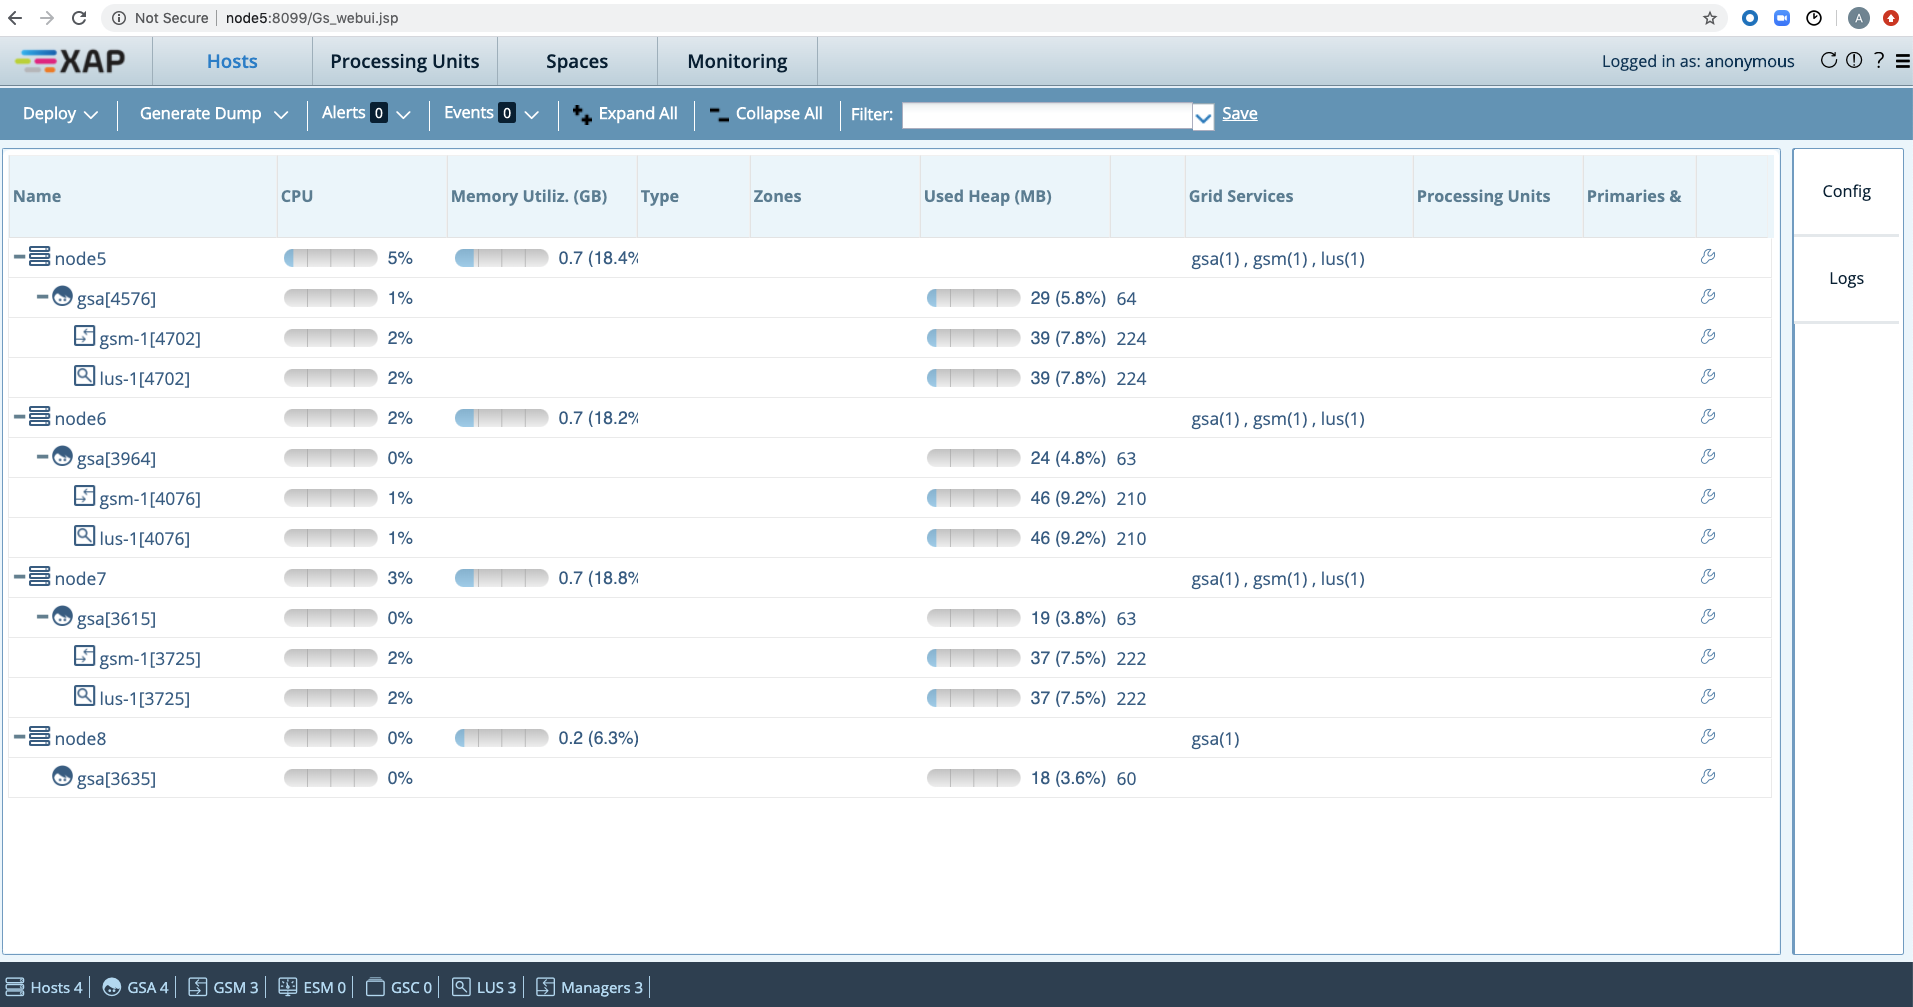 Not Secure node5:8099/Gs_webui.jsp A
XAP Hosts Processing Units Spaces Monitoring Logged in as: anonymous ?
Deploy Generate Dump Alerts 0 Events 0 Expand All Collapse All Filter: Save
Name CPU Memory Utiliz. (GB) Type Zones Used Heap (MB) Grid Services Processing Units Primaries &
Config
Logs
node5 5% 0.7 (18.4% gsa(1) , gsm(1) , lus(1)
gsa[4576] 1% 29 (5.8%) 64
gsm-1[4702] 2% 39 (7.8%) 224
lus-1[4702] 2% 39 (7.8%) 224
node6 2% 0.7 (18.2% gsa(1) , gsm(1) , lus(1)
gsa[3964] 0% 24 (4.8%) 63
gsm-1[4076] 1% 46 (9.2%) 210
lus-1[4076] 1% 46 (9.2%) 210
node7 3% 0.7 (18.8% gsa(1) , gsm(1) , lus(1)
gsa[3615] 0% 19 (3.8%) 63
gsm-1[3725] 2% 37 (7.5%) 222
lus-1[3725] 2% 37 (7.5%) 222
node8 0% 0.2 (6.3%) gsa(1)
gsa[3635] 0% 18 (3.6%) 60
Hosts 4 GSA 4 GSM 3 ESM 0 GSC 0 LUS 3 Managers 3